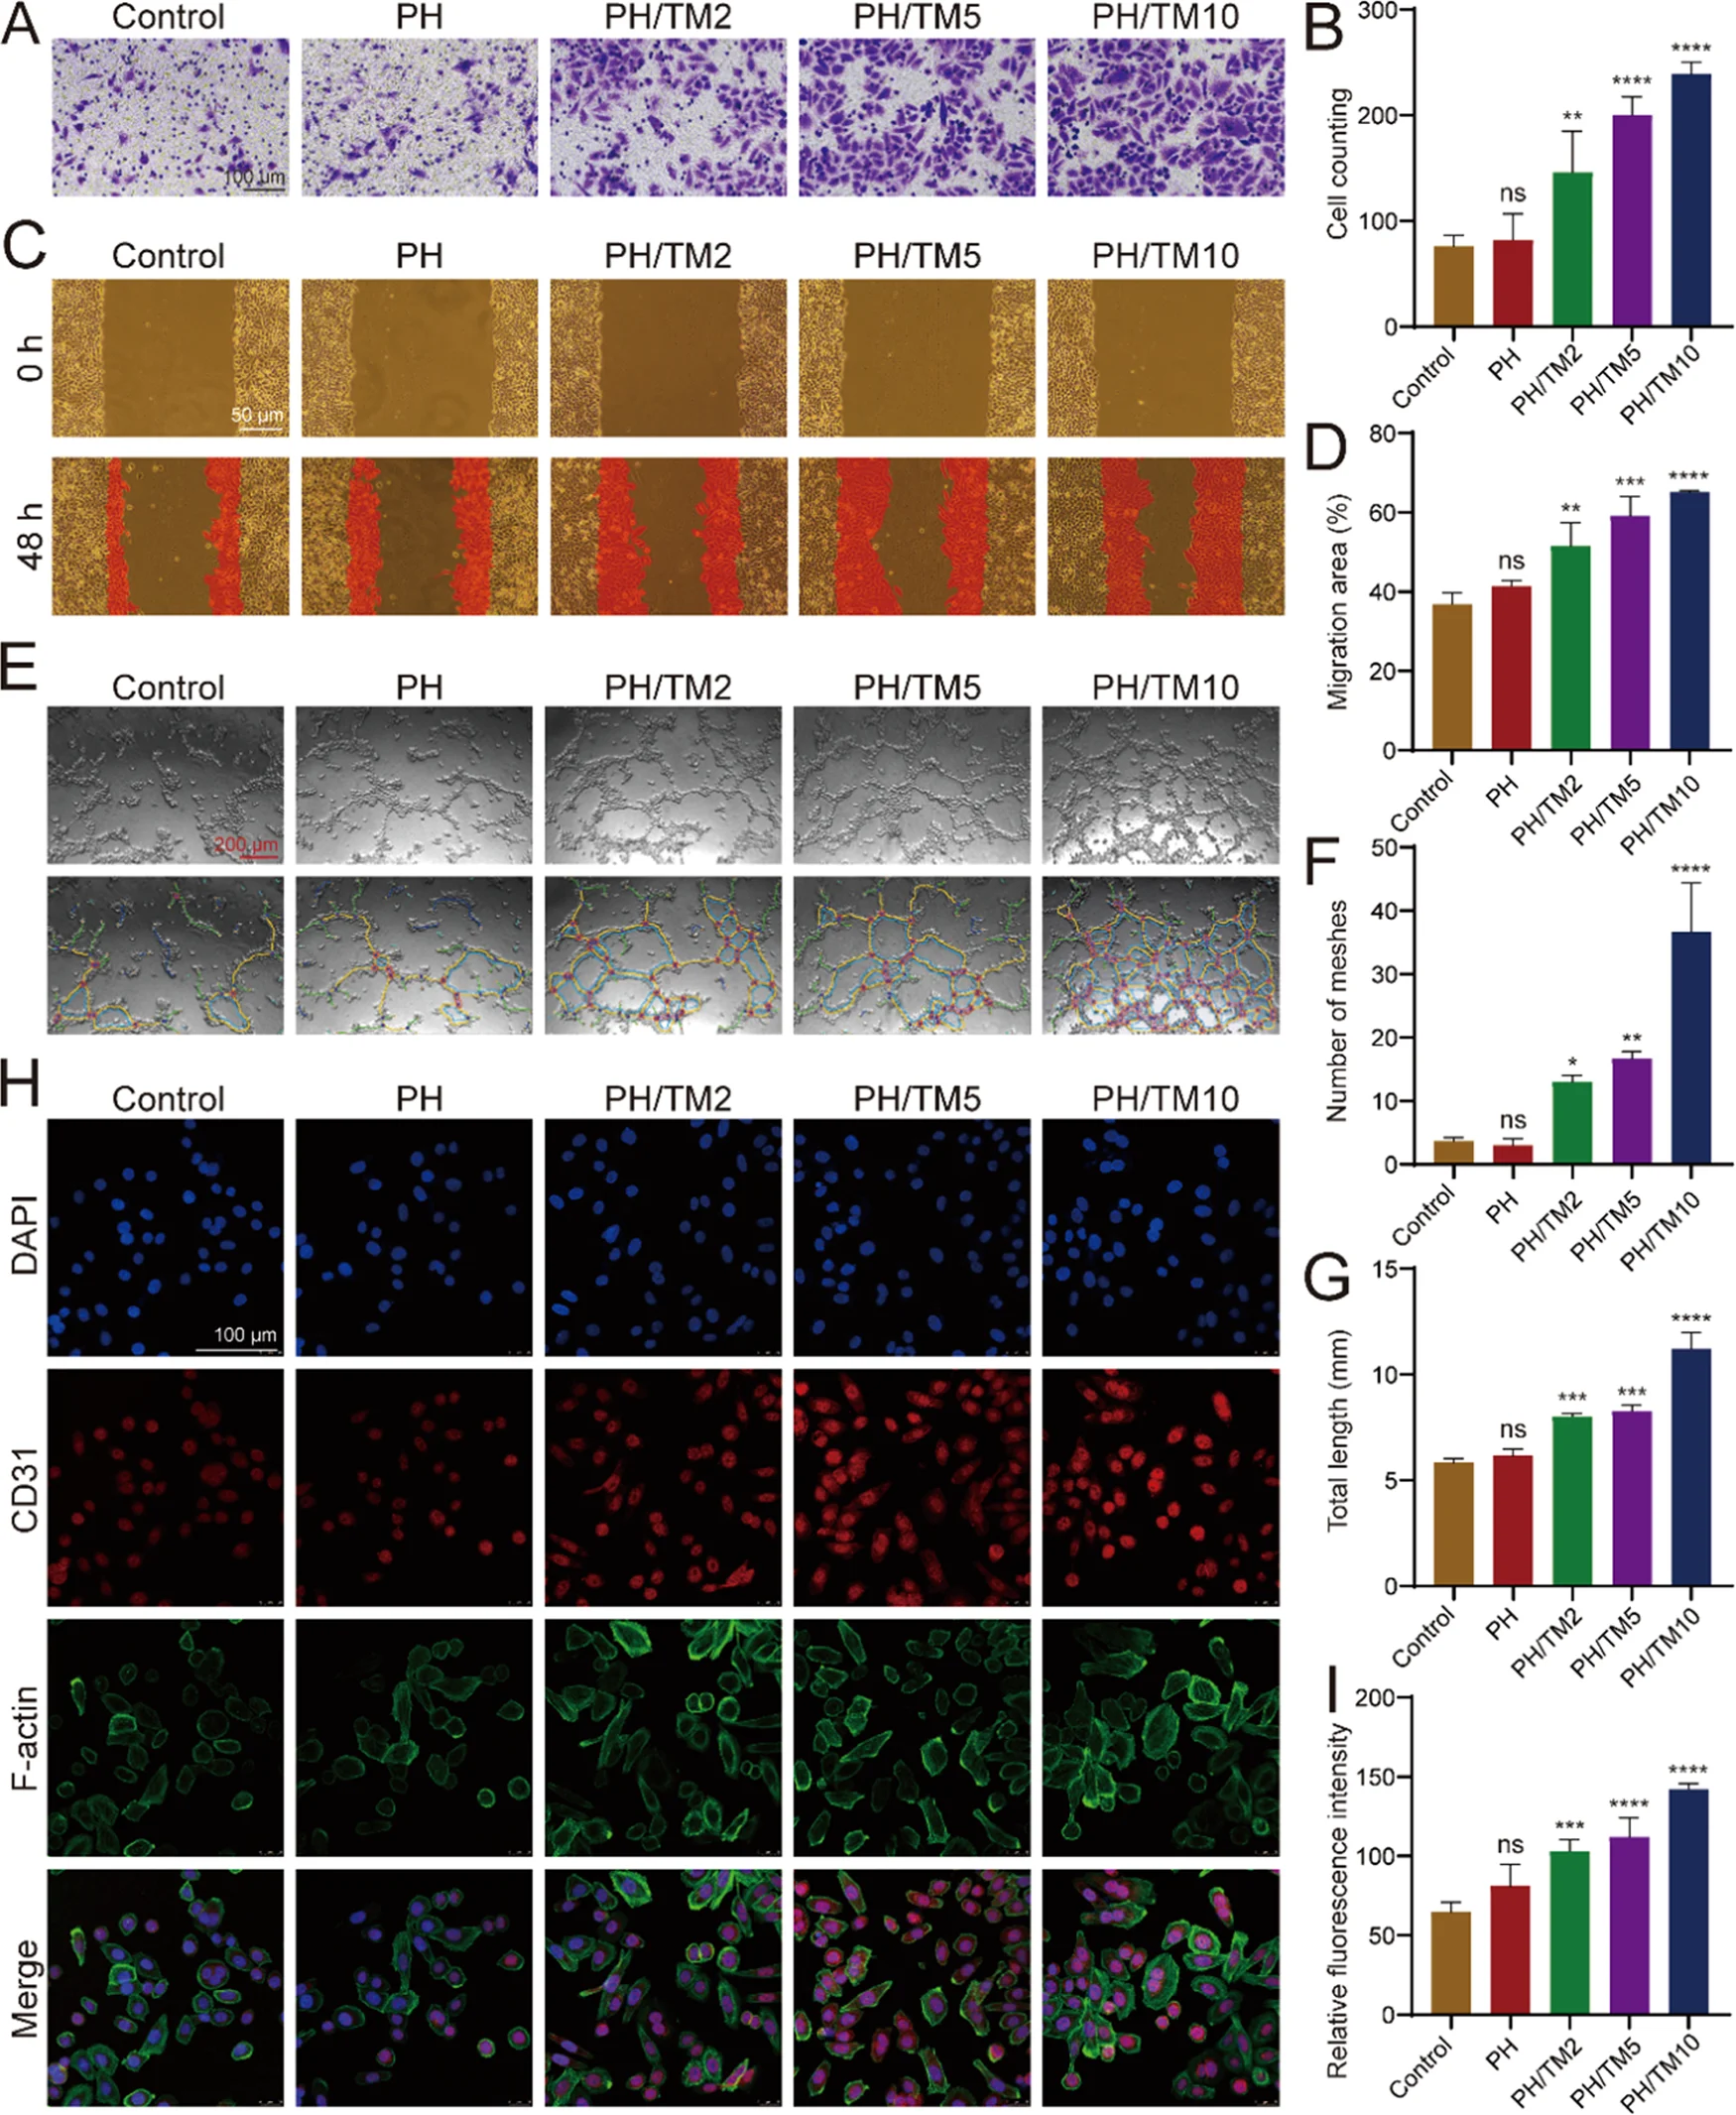 A
Control PH PH/TM2 PH/TM5 PH/TM10
100 μm
B
300
200
100
0
Cell counting
ns
**
****
****
Control PH PH/TM2 PH/TM5 PH/TM10
C
Control PH PH/TM2 PH/TM5 PH/TM10
0 h
50 μm
48 h
D
80
60
40
20
0
Migration area (%)
ns
**
***
****
Control PH PH/TM2 PH/TM5 PH/TM10
E
Control PH PH/TM2 PH/TM5 PH/TM10
200 μm
F
50
40
30
20
10
0
Number of meshes
ns
*
**
****
Control PH PH/TM2 PH/TM5 PH/TM10
G
15
10
5
0
Total length (mm)
ns
***
***
****
Control PH PH/TM2 PH/TM5 PH/TM10
H
Control PH PH/TM2 PH/TM5 PH/TM10
DAPI
100 μm
CD31
F-actin
Merge
I
200
150
100
50
0
Relative fluorescence intensity
ns
***
****
****
Control PH PH/TM2 PH/TM5 PH/TM10